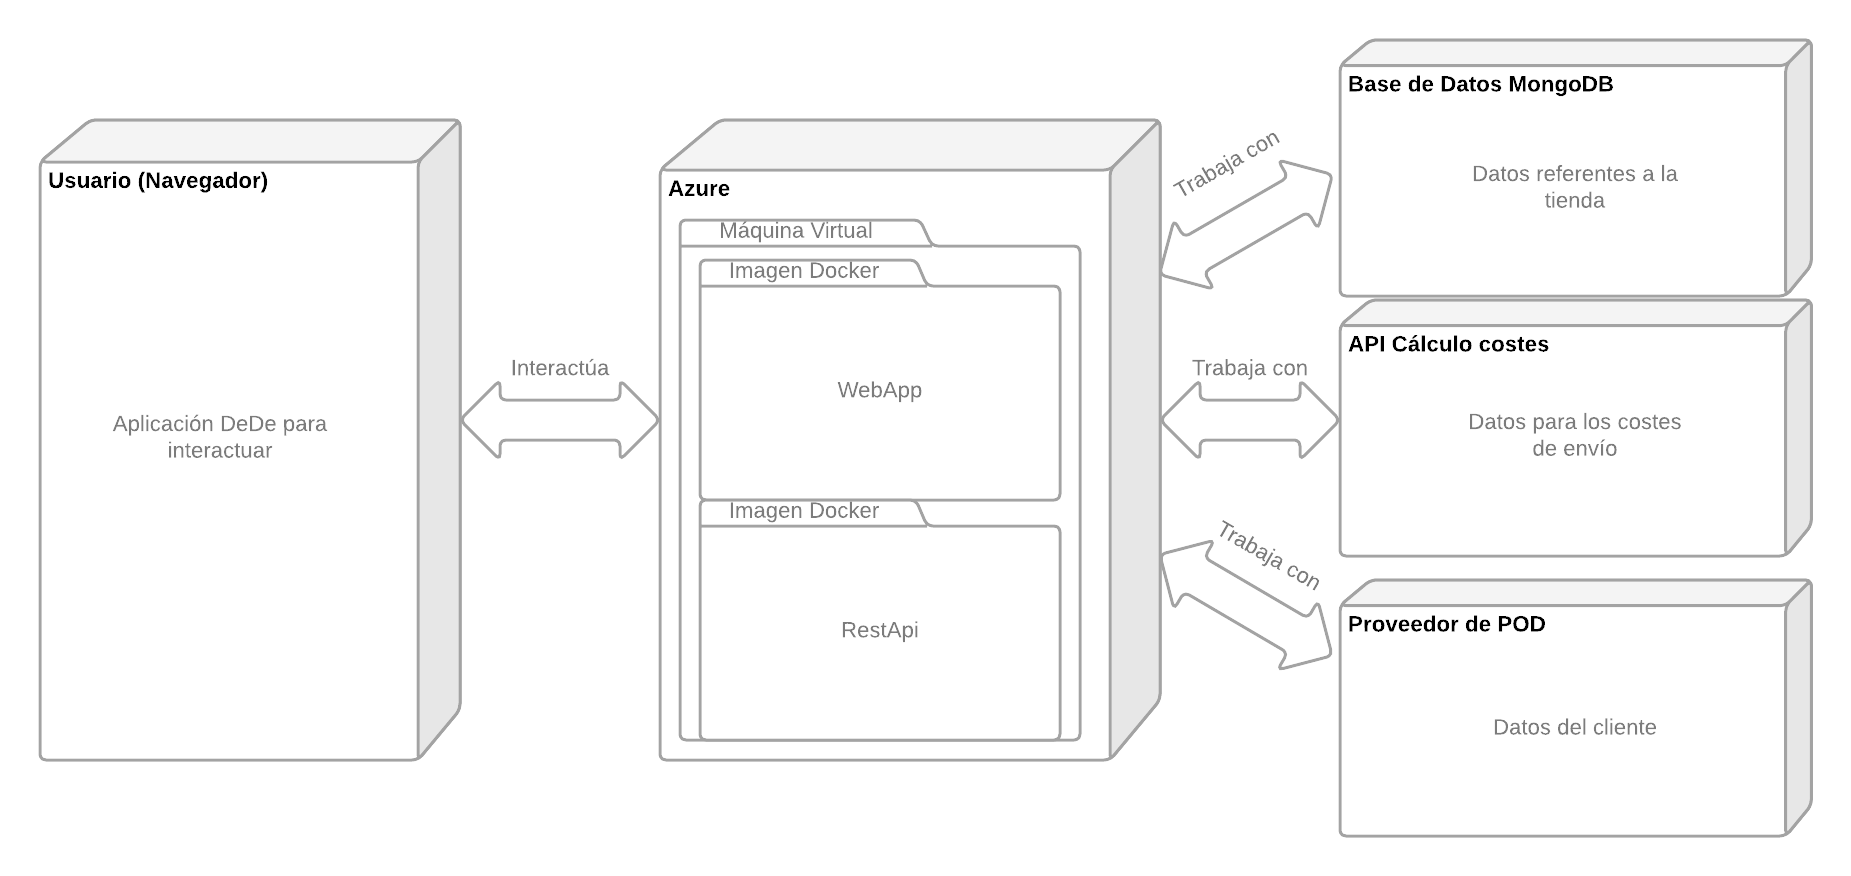 Usuario (Navegador)
Aplicación DeDe para
interactuar
Interactúa
Azure
Máquina Virtual
Imagen Docker
WebApp
Imagen Docker
RestApi
Trabaja con
Trabaja con
Trabaja con
Base de Datos MongoDB
Datos referentes a la
tienda
API Cálculo costes
Datos para los costes
de envío
Proveedor de POD
Datos del cliente